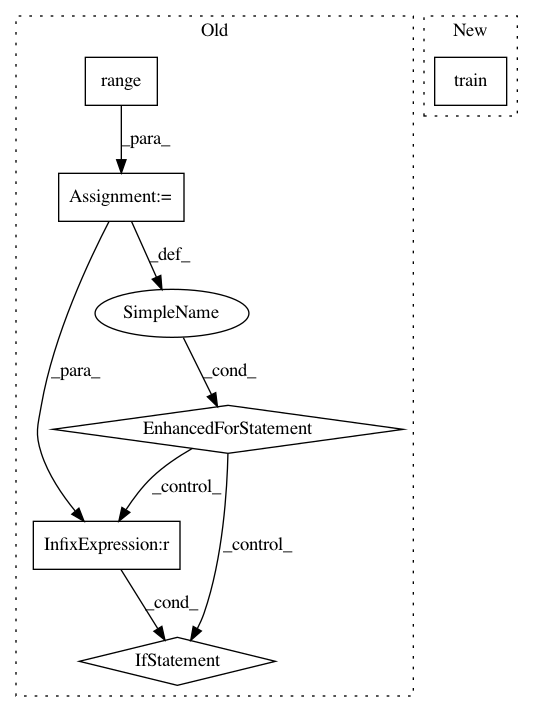 Old
New
range
train
_para_
Assignment:=
_def_
SimpleName
_para_
_cond_
EnhancedForStatement
_control_
InfixExpression:r
_control_
_cond_
IfStatement